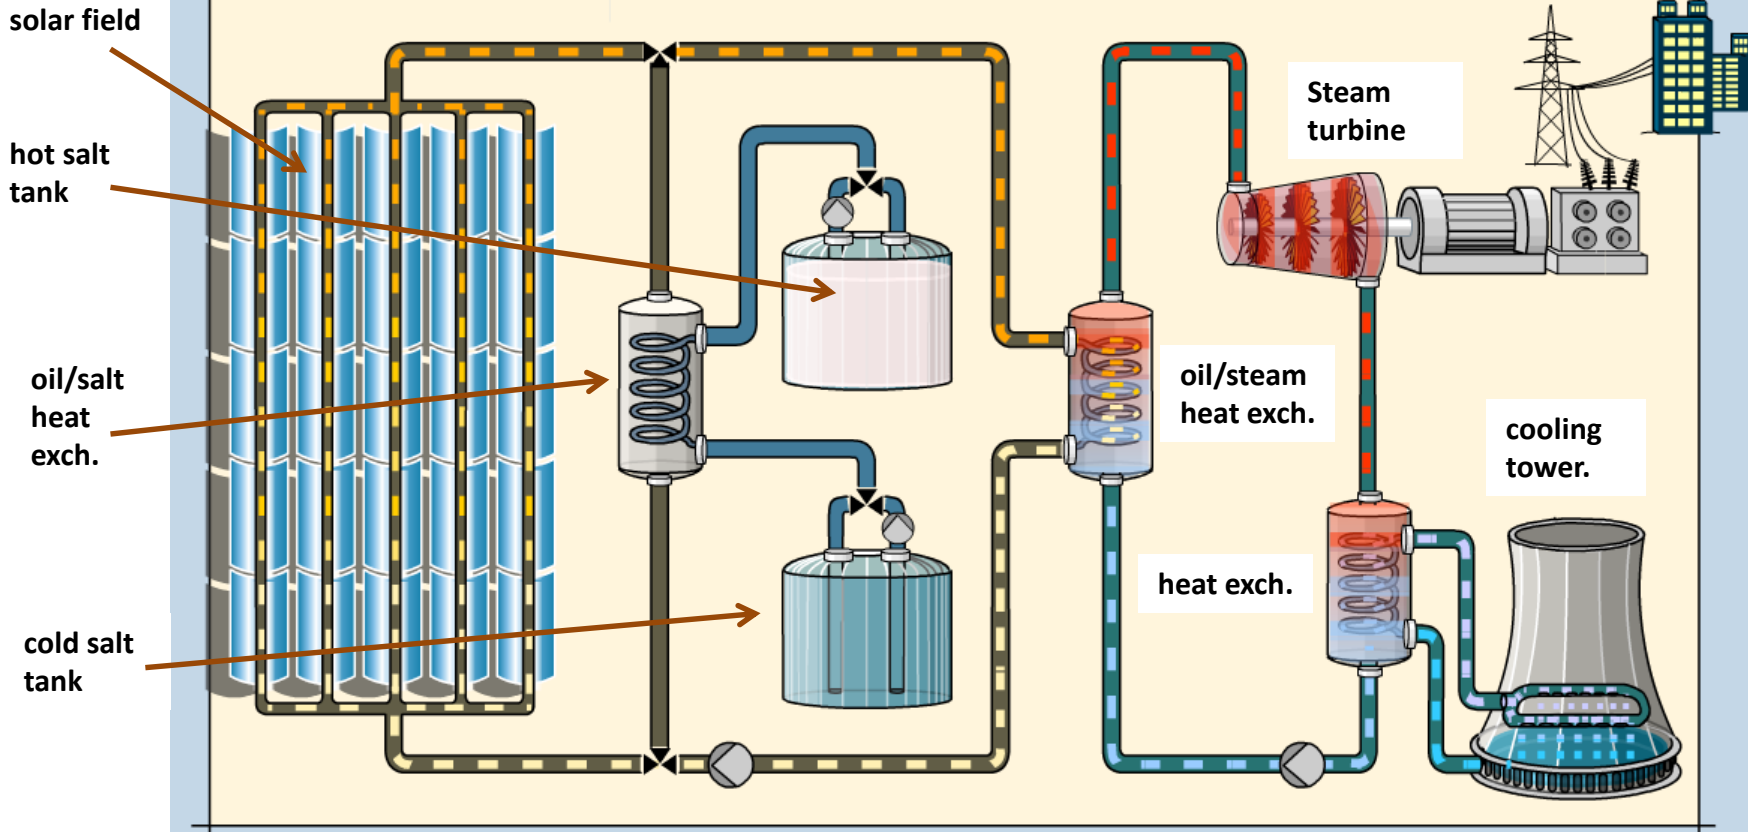 solar field
hot salt
tank
oil/salt
heat
exch.
cold salt
tank
Steam
turbine
oil/steam
heat exch.
cooling
tower.
heat exch.